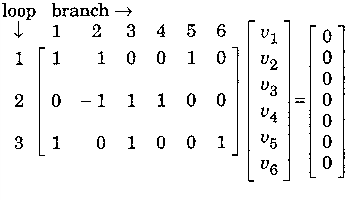 loop branch →
↓ 1 2 3 4 5 6
1 1 1 0 0 1 0
2 0 −1 1 1 0 0
3 1 0 1 0 0 1
v1
v2
v3
v4
v5
v6
=
0
0
0
0
0
0
0